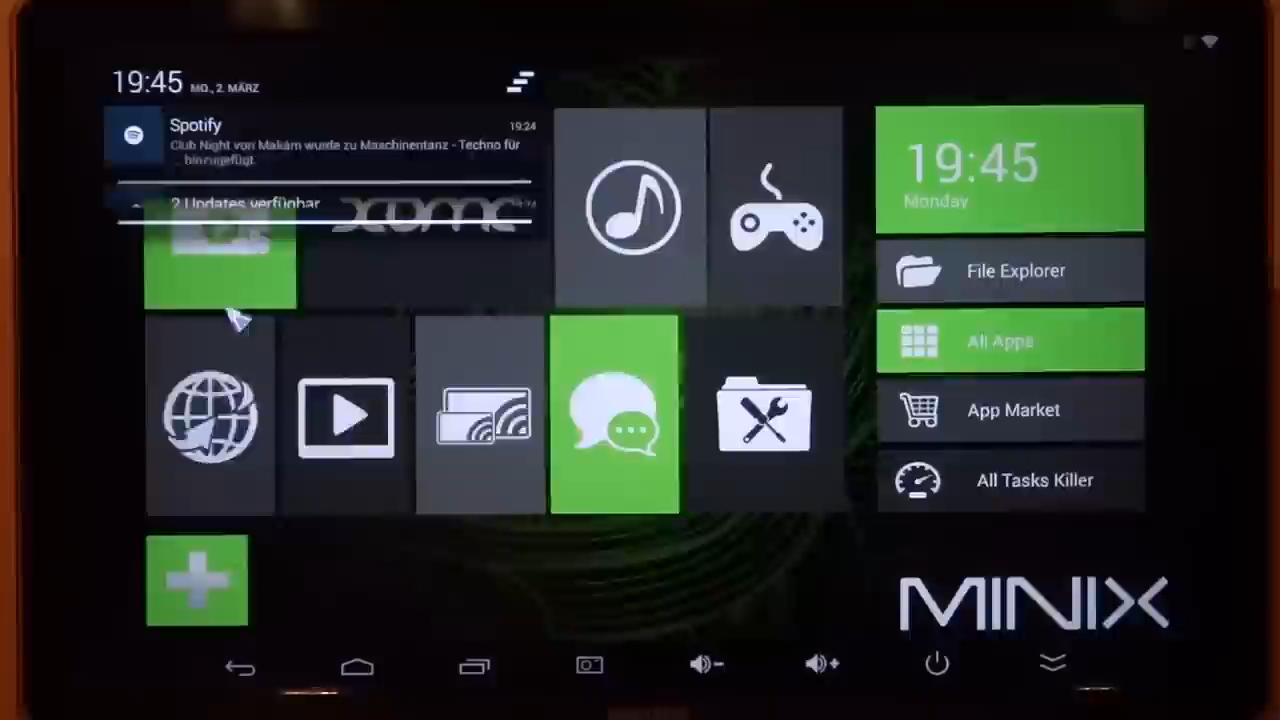 19:45 MO., 2. MÄRZ
Spotify 19:24
Club Night von Makam wurde zu Maschinentanz - Techno für
hinzugefügt.
2 Updates verfügbar
XBMC
19:45
Monday
File Explorer
All Apps
App Market
All Tasks Killer
MINIX